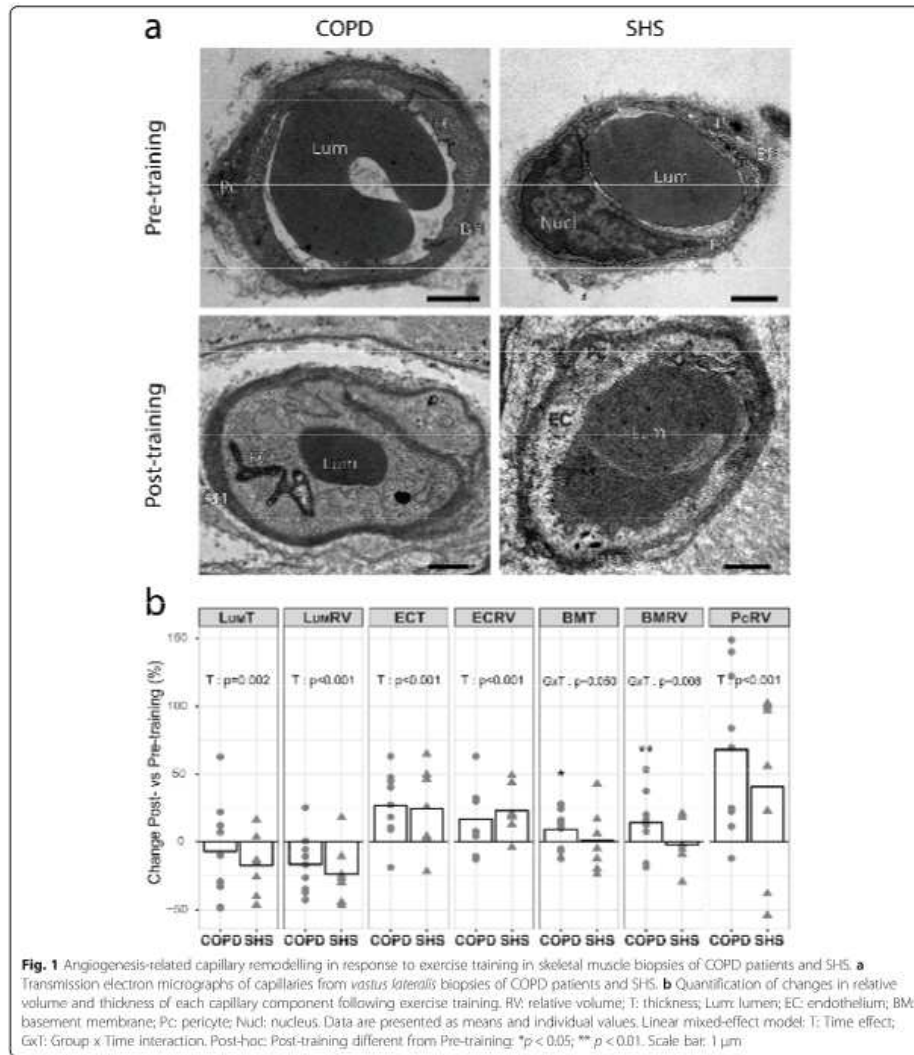 a
COPD SHS
Pre-training
Lum
Pc
Lum
Nucl
Post-training
Lum
EC
Lum
b
LumT LumRV ECT ECRV BMT BMRV PcRV
Change Post- vs Pre-training (%)
150
100
50
0
−50
T : p=0.002 T : p<0.001 T : p<0.001 T : p<0.001 GxT : p=0.008 T : p<0.001
* **
COPD SHS COPD SHS COPD SHS COPD SHS COPD SHS COPD SHS COPD SHS
Fig. 1 Angiogenesis-related capillary remodelling in response to exercise training in skeletal muscle biopsies of COPD patients and SHS. a
Transmission electron micrographs of capillaries from vastus lateralis biopsies of COPD patients and SHS. b Quantification of changes in relative
volume and thickness of each capillary component following exercise training. RV: relative volume; T: thickness; Lum: lumen; EC: endothelium; BM:
basement membrane; Pc: pericyte; Nucl: nucleus. Data are presented as means and individual values. Linear mixed-effect model: T: Time effect;
GxT: Group x Time interaction. Post-hoc: Post-training different from Pre-training: *p < 0.05; ** p < 0.01. Scale bar: 1 μm